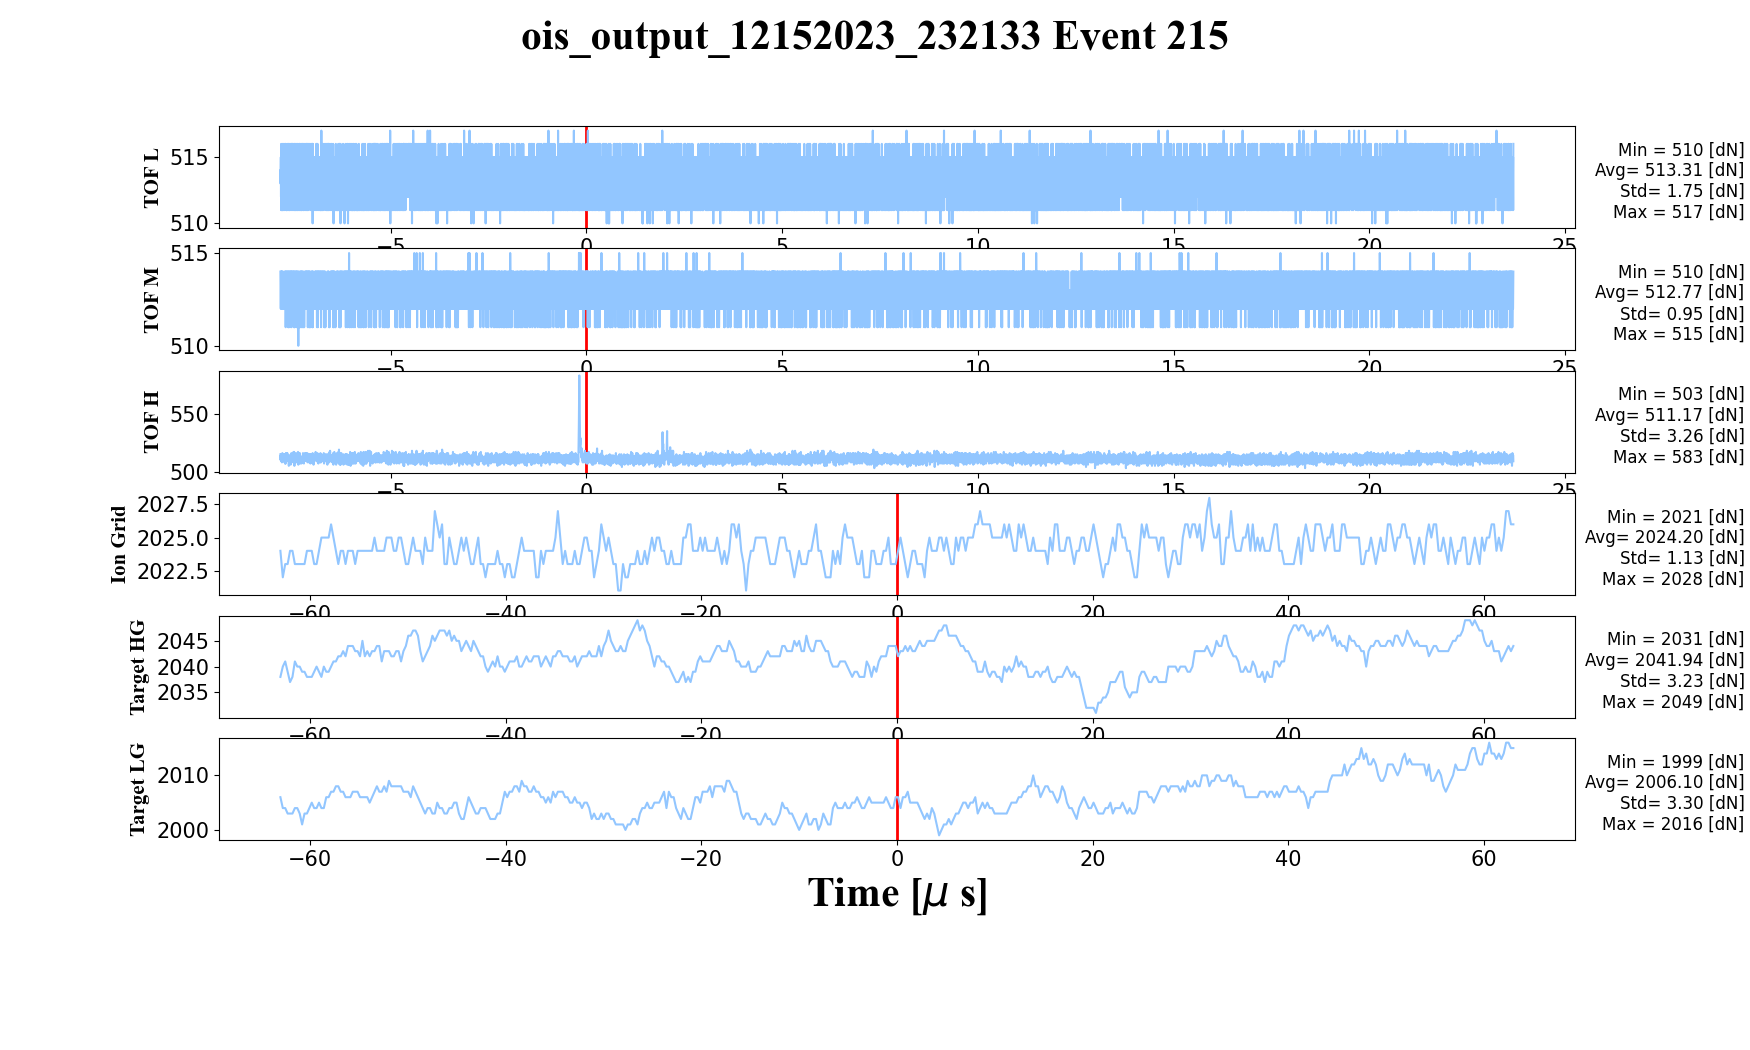 ois_output_12152023_232133 Event 215
TOF L
515
510
Min = 510 [dN]
Avg= 513.31 [dN]
Std= 1.75 [dN]
Max = 517 [dN]
−5 0 5 10 15 20 25
TOF M
515
510
Min = 510 [dN]
Avg= 512.77 [dN]
Std= 0.95 [dN]
Max = 515 [dN]
−5 0 5 10 15 20 25
TOF H
550
500
Min = 503 [dN]
Avg= 511.17 [dN]
Std= 3.26 [dN]
Max = 583 [dN]
−5 0 5 10 15 20 25
Ion Grid
2027.5
2025.0
2022.5
Min = 2021 [dN]
Avg= 2024.20 [dN]
Std= 1.13 [dN]
Max = 2028 [dN]
−60 −40 −20 0 20 40 60
Target HG
2045
2040
2035
Min = 2031 [dN]
Avg= 2041.94 [dN]
Std= 3.23 [dN]
Max = 2049 [dN]
−60 −40 −20 0 20 40 60
Target LG
2010
2000
Min = 1999 [dN]
Avg= 2006.10 [dN]
Std= 3.30 [dN]
Max = 2016 [dN]
−60 −40 −20 0 20 40 60
Time [μ s]